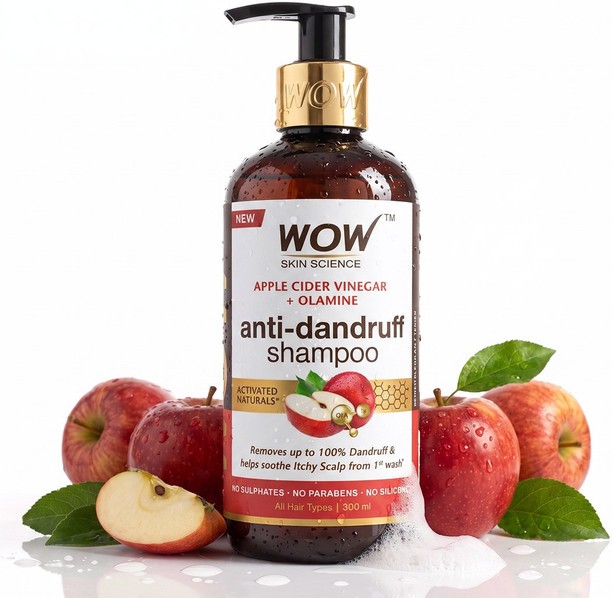 WOW
NEW
WOW™
SKIN SCIENCE
APPLE CIDER VINEGAR
+ OLAMINE
anti-dandruff
shampoo
ACTIVATED
NATURALS®
Removes up to 100% Dandruff &
helps soothe Itchy Scalp from 1st wash*
NO SULPHATES · NO PARABENS · NO SILICONE
All Hair Types | 300 ml